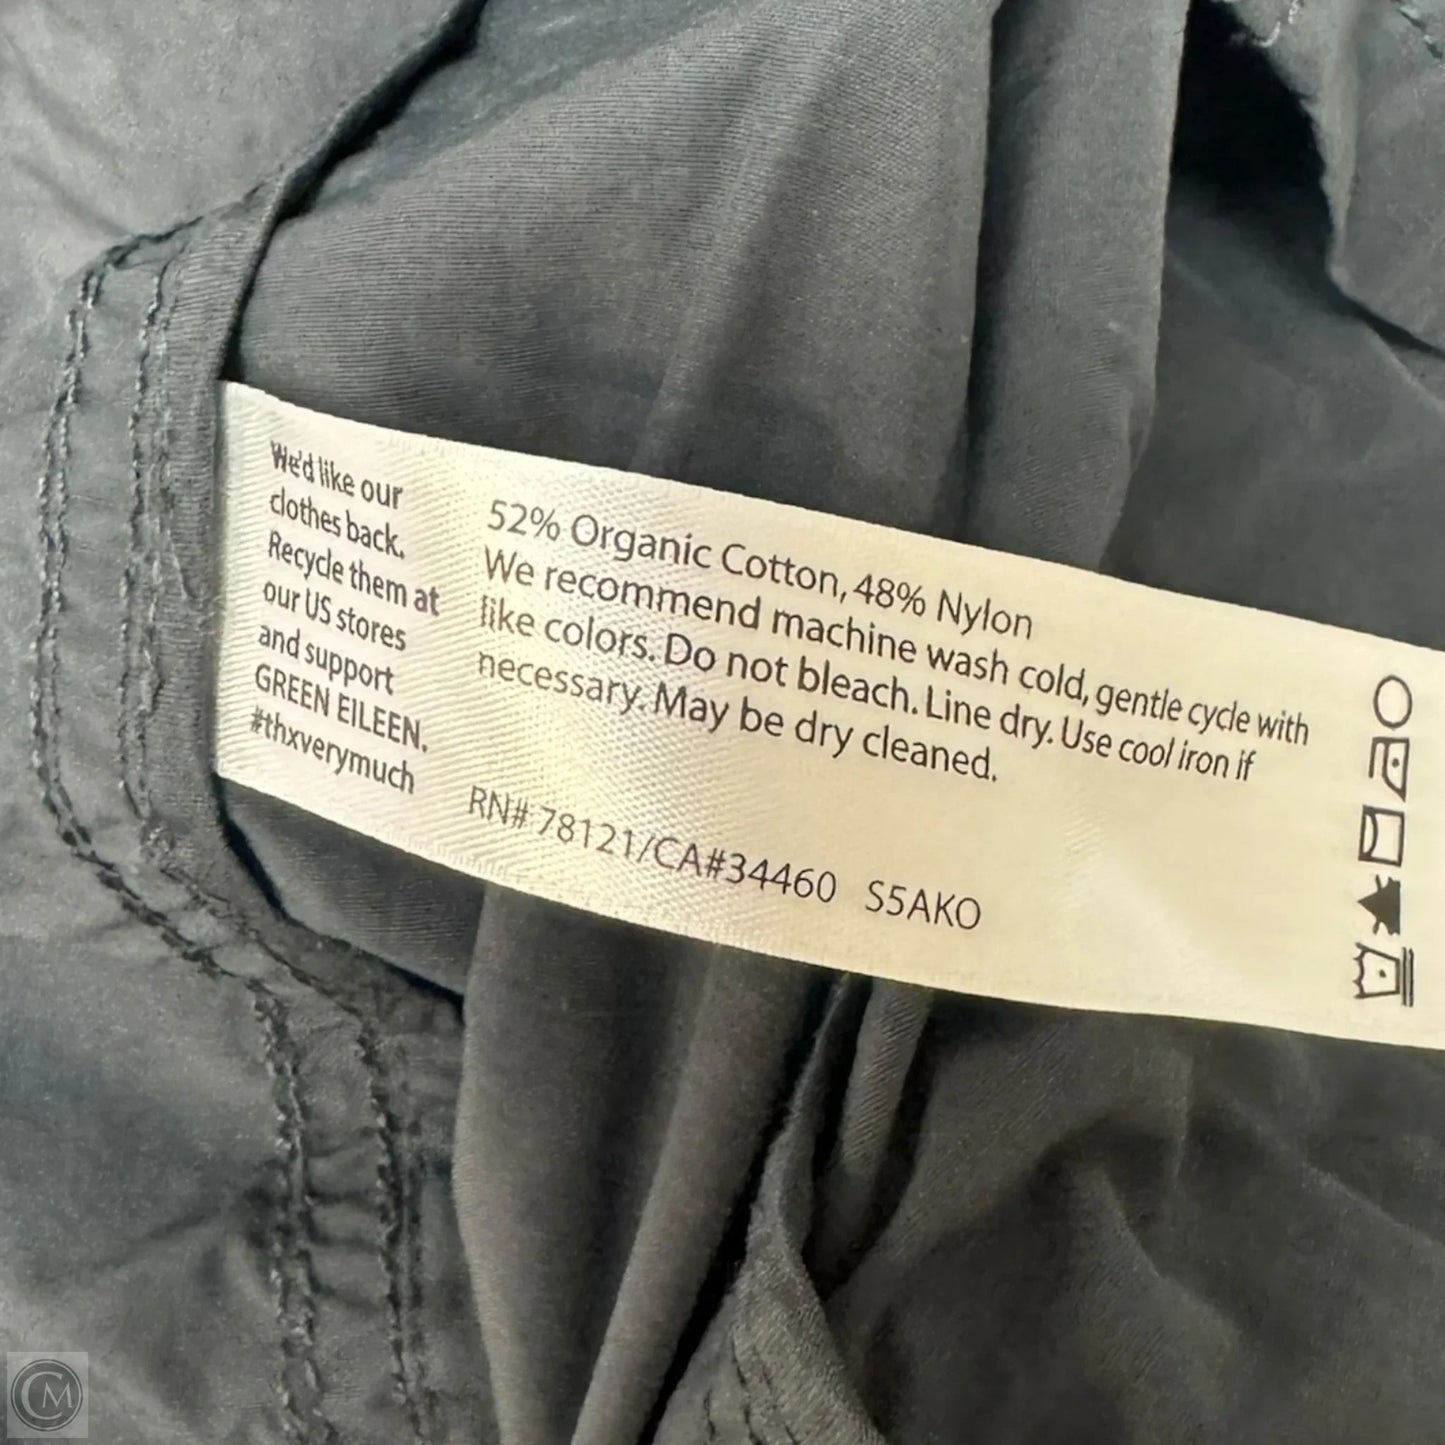 We'd like our
clothes back.
Recycle them at
our US stores
and support
GREEN EILEEN.
#thxverymuch
52% Organic Cotton, 48% Nylon
We recommend machine wash cold, gentle cycle with
like colors. Do not bleach. Line dry. Use cool iron if
necessary. May be dry cleaned.
RN# 78121/CA#34460 S5AKO
CM